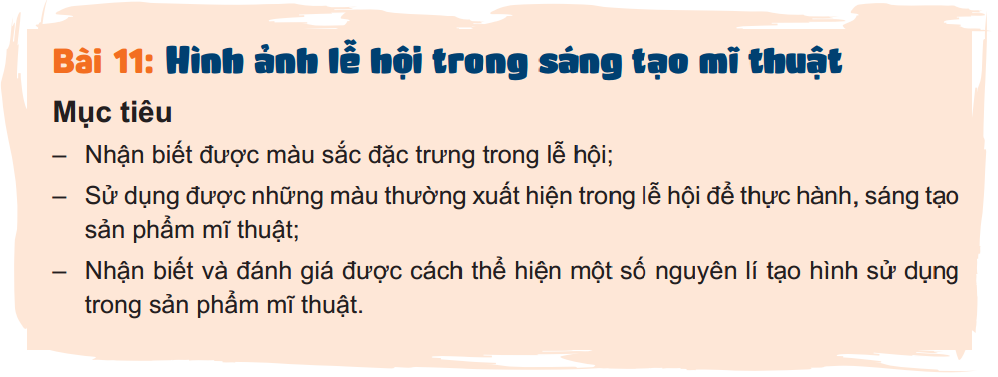 Bài 11: Hình ảnh lễ hội trong sáng tạo mĩ thuật
Mục tiêu
– Nhận biết được màu sắc đặc trưng trong lễ hội;
– Sử dụng được những màu thường xuất hiện trong lễ hội để thực hành, sáng tạo
sản phẩm mĩ thuật;
– Nhận biết và đánh giá được cách thể hiện một số nguyên lí tạo hình sử dụng
trong sản phẩm mĩ thuật.